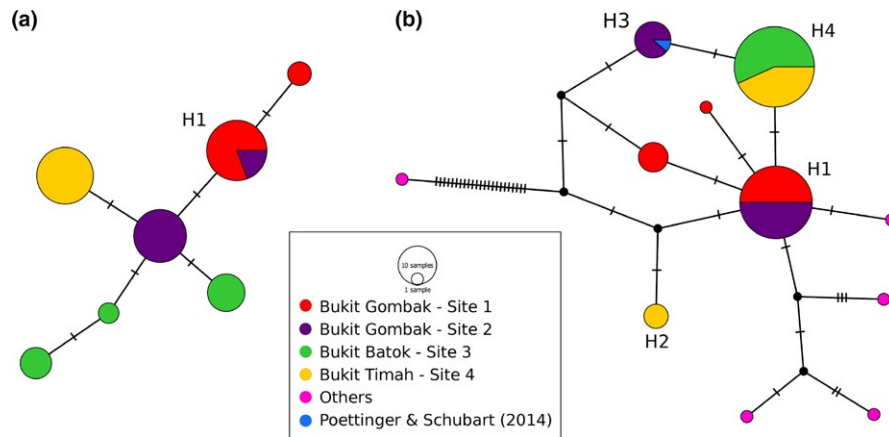 (a)
H1
(b)
H3
H4
H1
H2
10 samples
1 sample
Bukit Gombak - Site 1
Bukit Gombak - Site 2
Bukit Batok - Site 3
Bukit Timah - Site 4
Others
Poettinger & Schubart (2014)